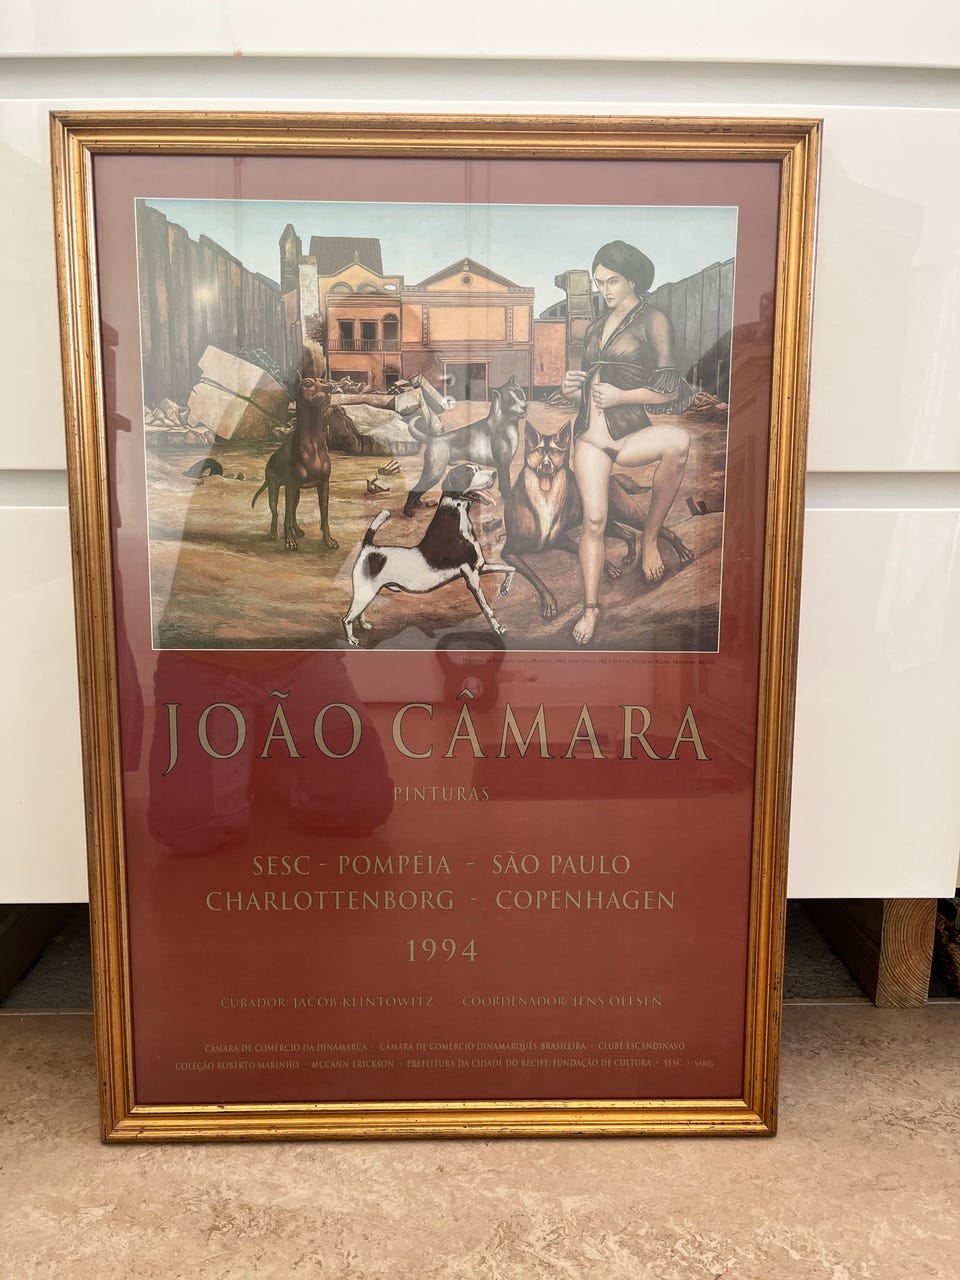 JOÃO CÂMARA
PINTURAS
SESC - POMPÉIA - SÃO PAULO
CHARLOTTENBORG - COPENHAGEN
1994
CURADOR: JACOB KLINTOWITZ COORDENADOR: JENS OLESEN
CÂMARA DE COMÉRCIO DA DINAMARCA · CÂMARA DE COMÉRCIO DINAMARQUÊS-BRASILEIRA · CLUBE ESCANDINAVO
COLEÇÃO ROBERTO MARINHO · MCCANN-ERICKSON · PREFEITURA DA CIDADE DO RECIFE/FUNDAÇÃO DE CULTURA · SESC · VARIG